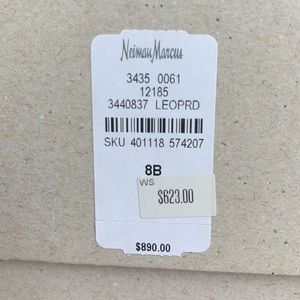 Neiman Marcus
3435 0061
12185
3440837 LEOPRD
SKU 401118 574207
8B
WS
$623.00
$890.00